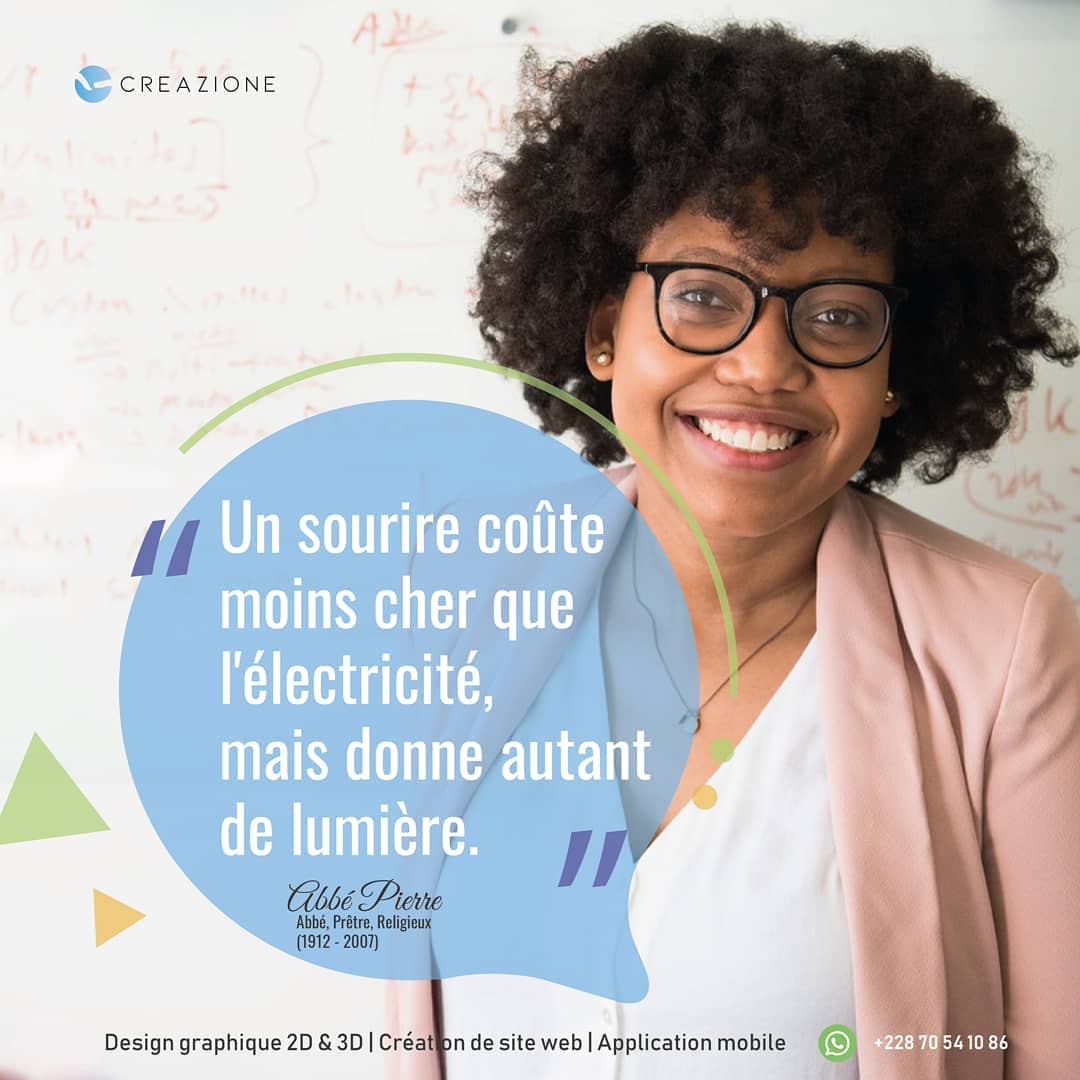 CREAZIONE
Un sourire coûte
moins cher que
l'électricité,
mais donne autant
de lumière.
Abbé Pierre
Abbé, Prêtre, Religieux
(1912 - 2007)
Design graphique 2D & 3D | Création de site web | Application mobile
+228 70 54 10 86